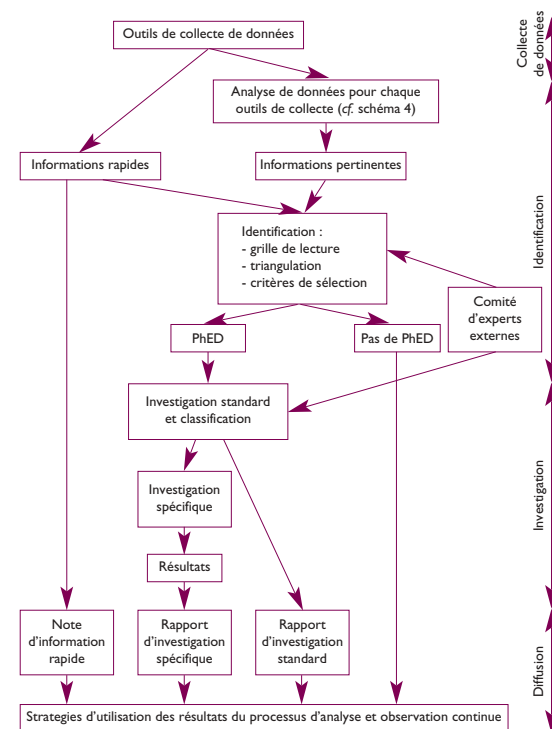 Outils de collecte de données
Collecte
de données
Analyse de données pour chaque
outils de collecte (cf. schéma 4)
Informations rapides
Informations pertinentes
Identification :
- grille de lecture
- triangulation
- critères de sélection
Identification
Comité
d'experts
externes
PhED
Pas de PhED
Investigation standard
et classification
Investigation
spécifique
Investigation
Résultats
Note
d'information
rapide
Rapport
d'investigation
spécifique
Rapport
d'investigation
standard
Diffusion
Strategies d'utilisation des résultats du processus d'analyse et observation continue